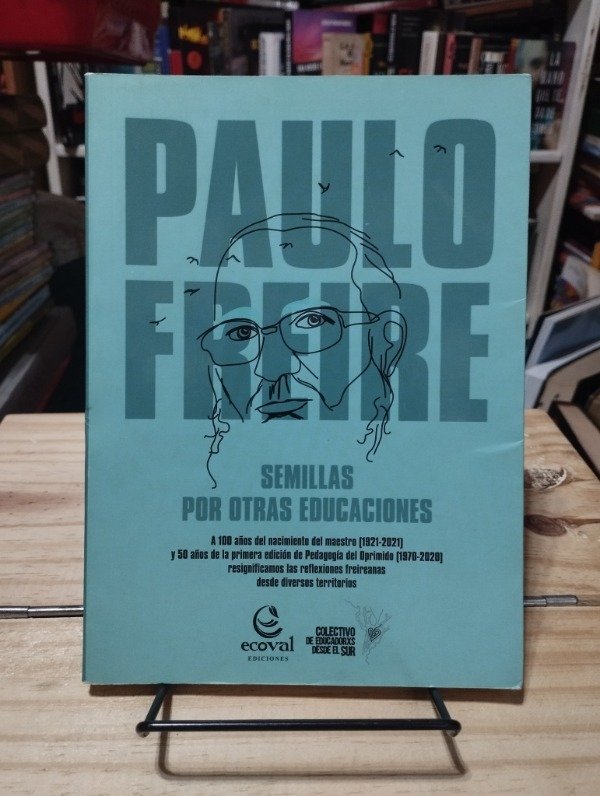 PAULO
FREIRE
SEMILLAS
POR OTRAS EDUCACIONES
A 100 años del nacimiento del maestro (1921-2021)
y 50 años de la primera edición de Pedagogía del Oprimido (1970-2020)
resignificamos las reflexiones freireanas
desde diversos territorios
ecoval
EDICIONES
COLECTIVO
DE EDUCADORXS
DESDE EL SUR